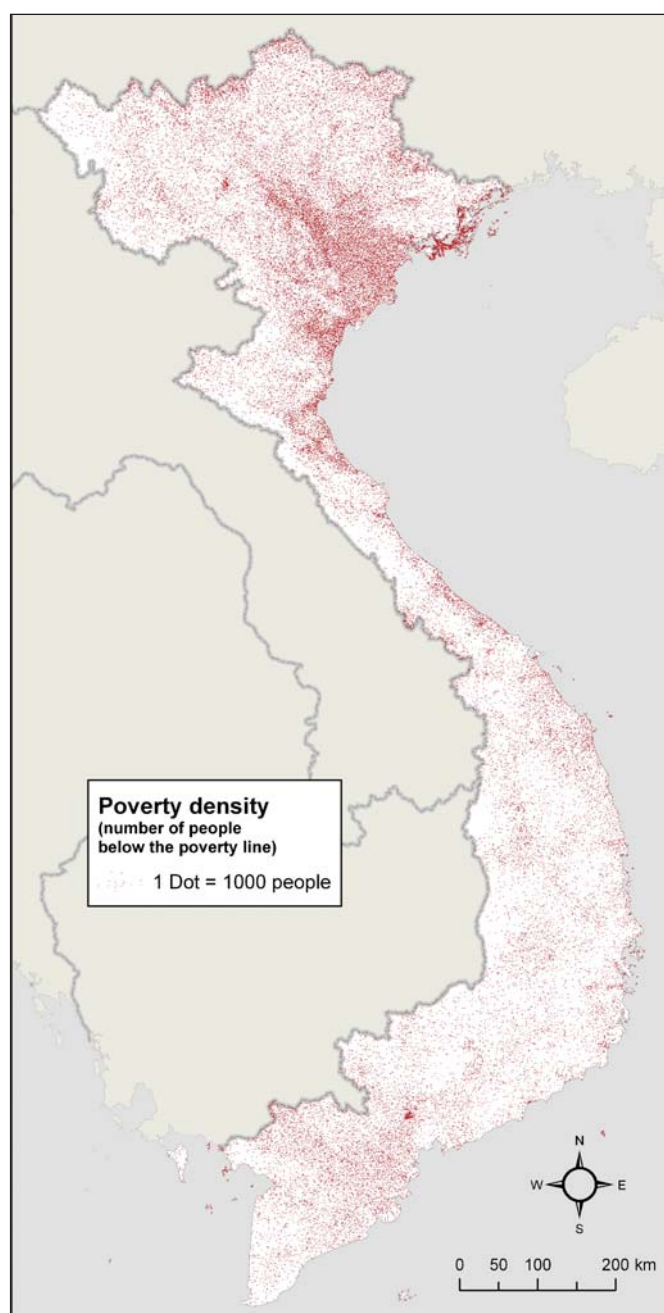 Poverty density
(number of people
below the poverty line)
1 Dot = 1000 people
N
W E
S
0 50 100 200 km